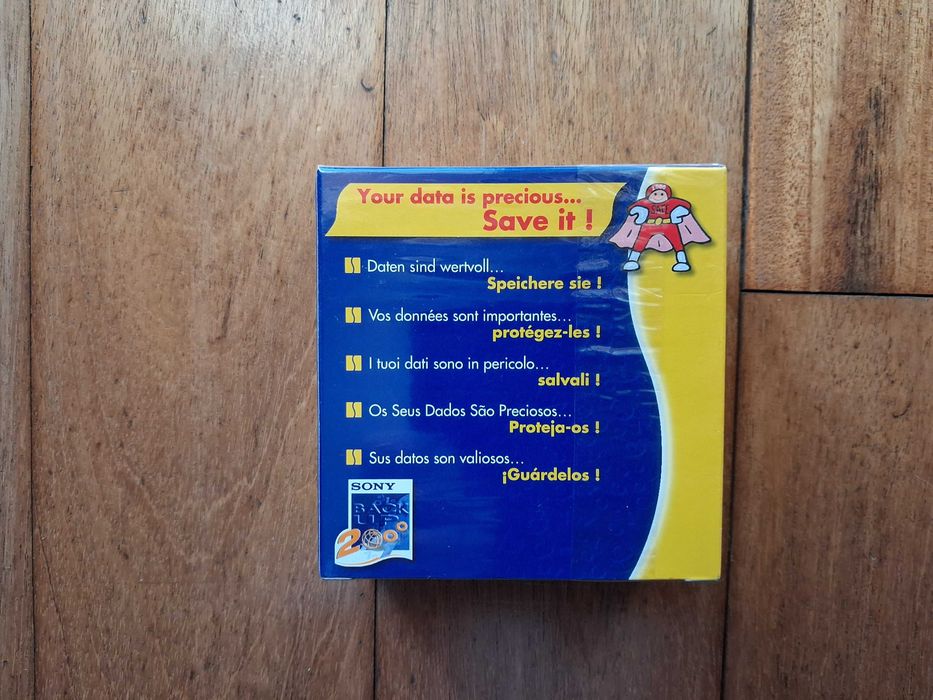 Your data is precious...
Save it !
Daten sind wertvoll...
Speichere sie !
Vos données sont importantes...
protégez-les !
I tuoi dati sono in pericolo...
salvali !
Os Seus Dados São Preciosos...
Proteja-os !
Sus datos son valiosos...
¡Guárdelos !
SONY
BACK
UP
2000